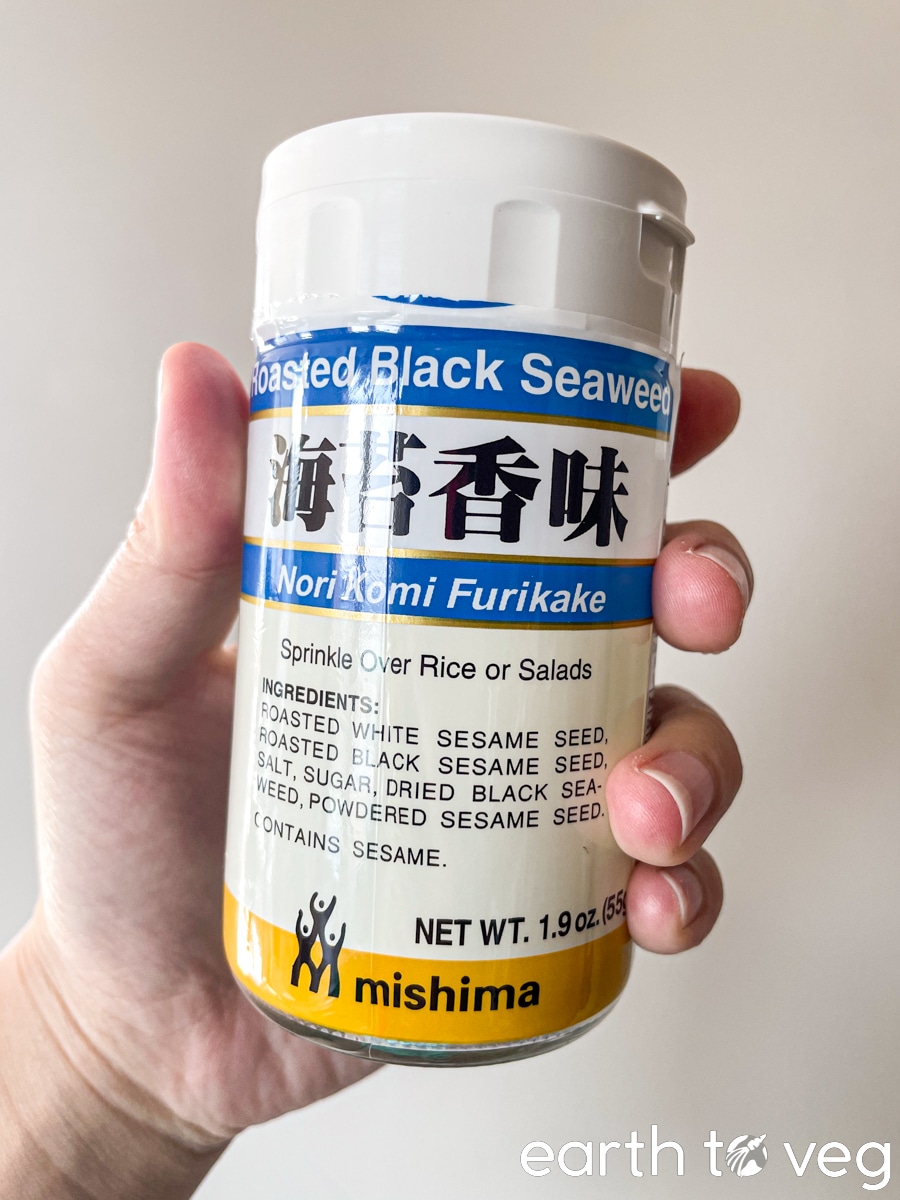 Roasted Black Seaweed
海苔香味
Nori Komi Furikake
Sprinkle Over Rice or Salads
INGREDIENTS:
ROASTED WHITE SESAME SEED,
ROASTED BLACK SESAME SEED,
SALT, SUGAR, DRIED BLACK SEA-
WEED, POWDERED SESAME SEED.
CONTAINS SESAME.
NET WT. 1.9 oz. (55g
mishima
earth to veg